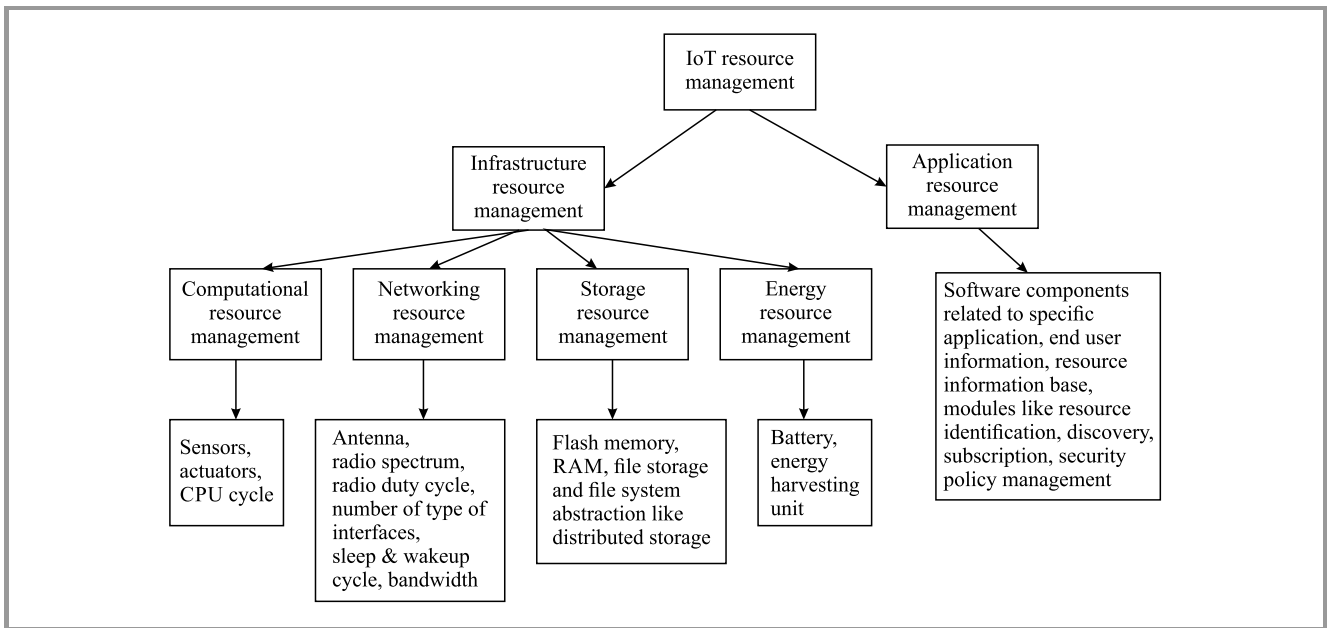 IoT resource
management
Infrastructure
resource
management
Application
resource
management
Computational
resource
management
Networking
resource
management
Storage
resource
management
Energy
resource
management
Software components
related to specific
application, end user
information, resource
information base,
modules like resource
identification, discovery,
subscription, security
policy management
Sensors,
actuators,
CPU cycle
Antenna,
radio spectrum,
radio duty cycle,
number of type of
interfaces,
sleep & wakeup
cycle, bandwidth
Flash memory,
RAM, file storage
and file system
abstraction like
distributed storage
Battery,
energy
harvesting
unit